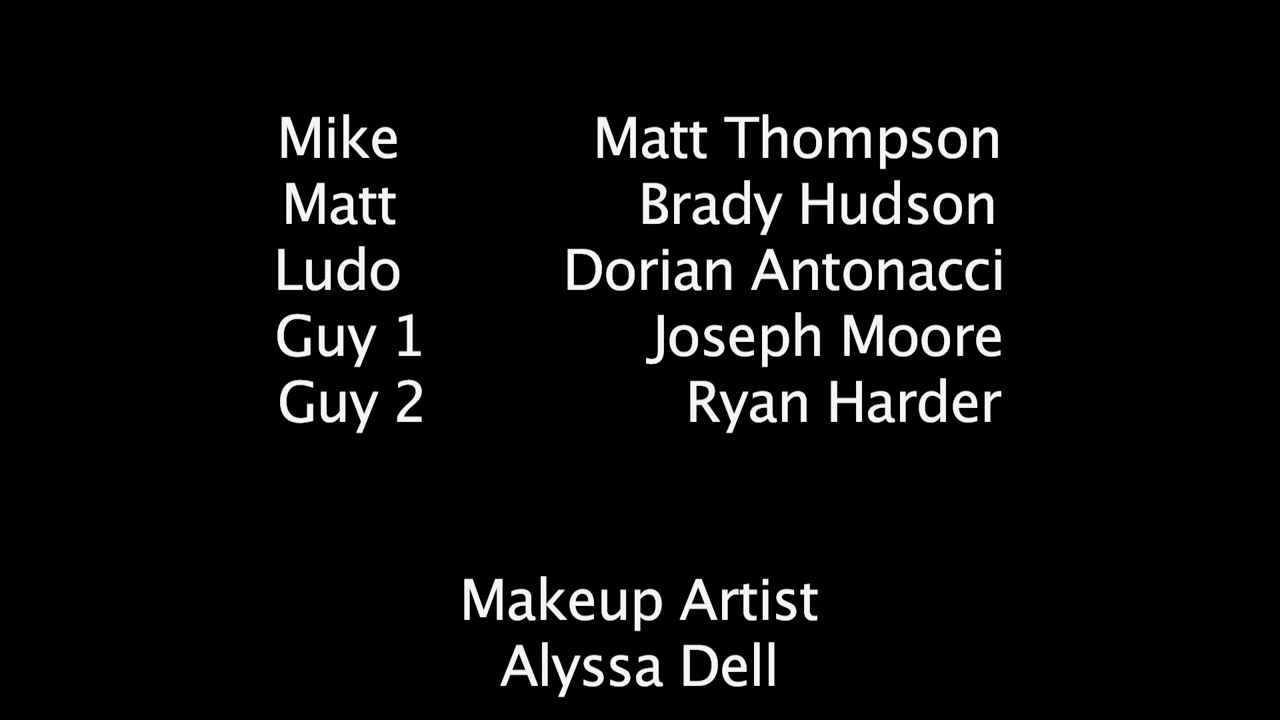 Mike Matt Thompson
Matt Brady Hudson
Ludo Dorian Antonacci
Guy 1 Joseph Moore
Guy 2 Ryan Harder
Makeup Artist
Alyssa Dell